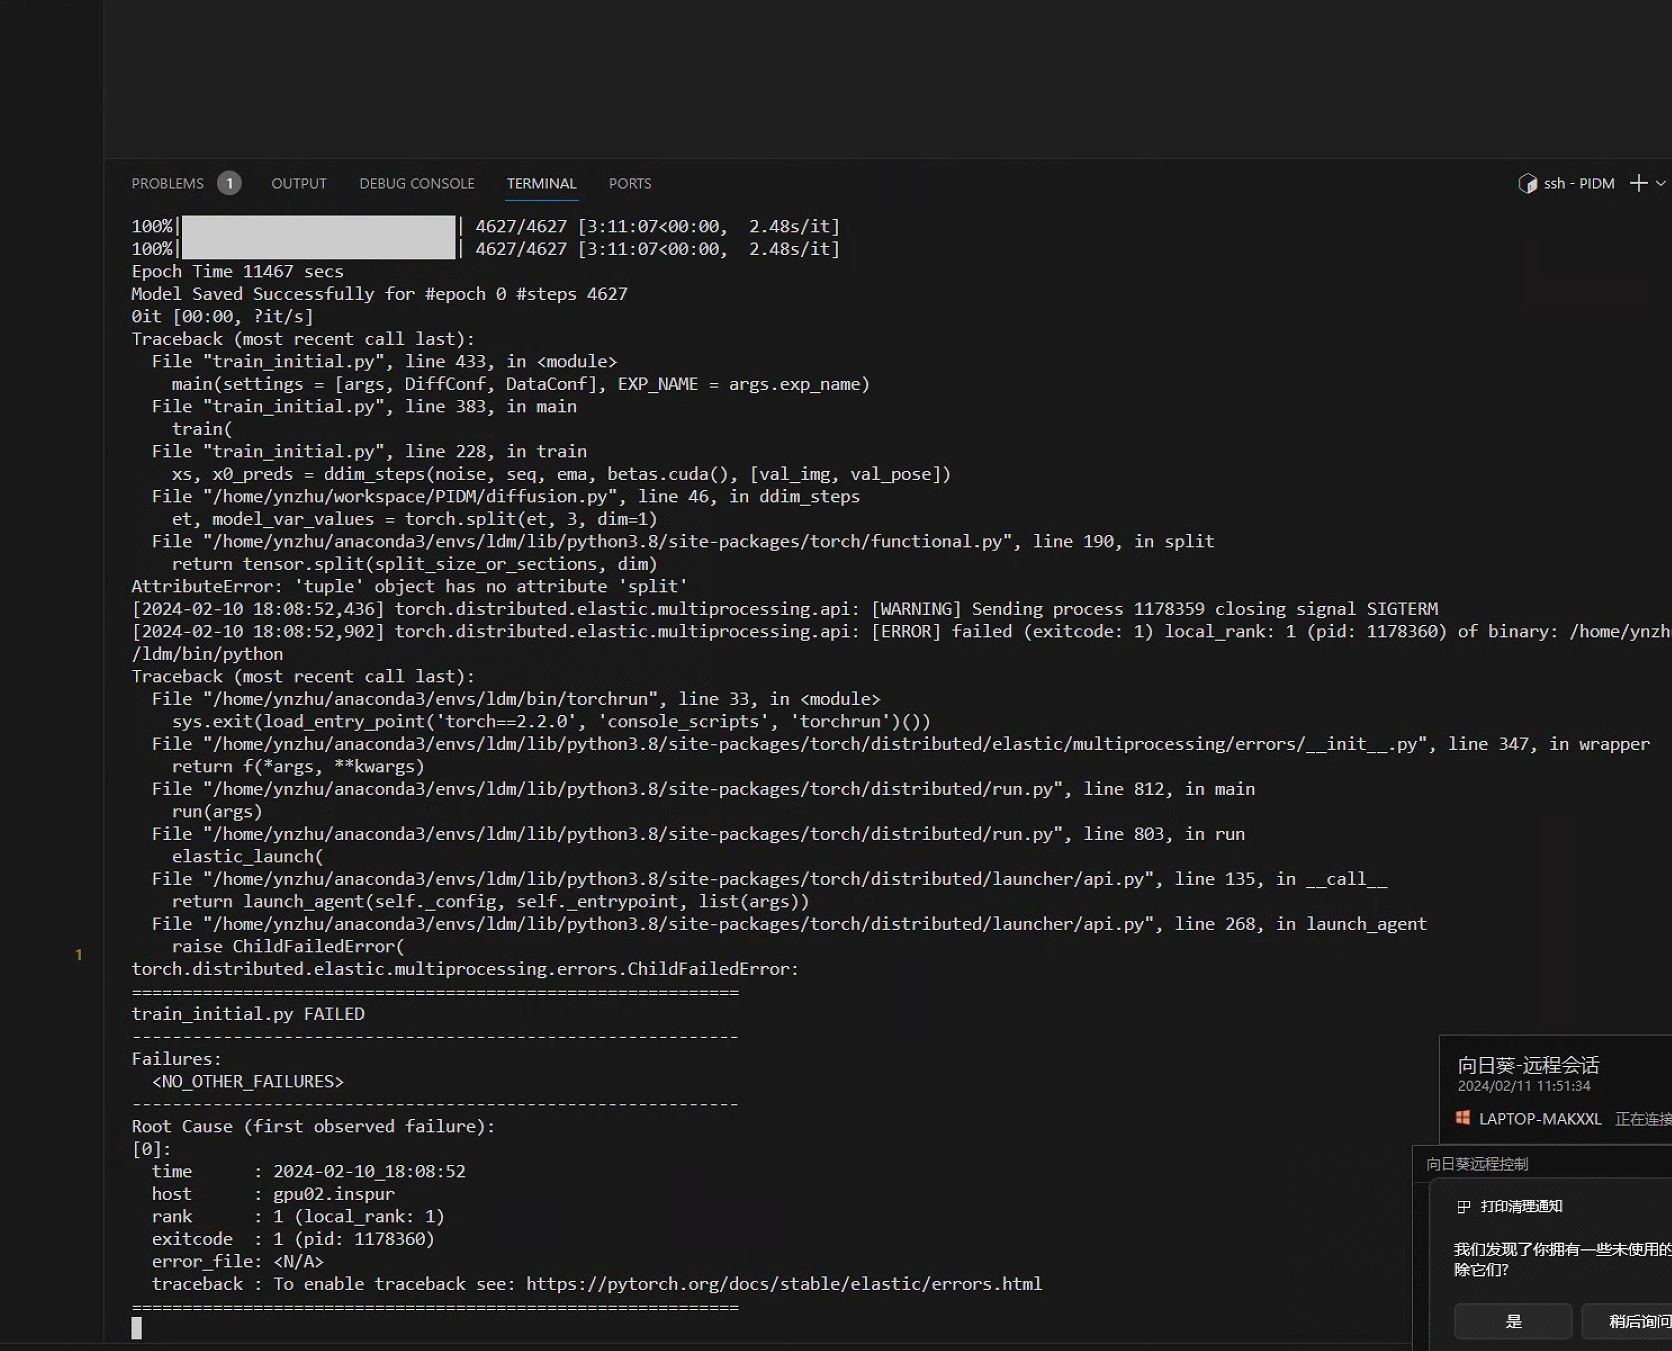 PROBLEMS 1 OUTPUT DEBUG CONSOLE TERMINAL PORTS ssh - PIDM
100%| | 4627/4627 [3:11:07<00:00,  2.48s/it]
100%| | 4627/4627 [3:11:07<00:00,  2.48s/it]
Epoch Time 11467 secs
Model Saved Successfully for #epoch 0 #steps 4627
0it [00:00, ?it/s]
Traceback (most recent call last):
  File "train_initial.py", line 433, in <module>
    main(settings = [args, DiffConf, DataConf], EXP_NAME = args.exp_name)
  File "train_initial.py", line 383, in main
    train(
  File "train_initial.py", line 228, in train
    xs, x0_preds = ddim_steps(noise, seq, ema, betas.cuda(), [val_img, val_pose])
  File "/home/ynzhu/workspace/PIDM/diffusion.py", line 46, in ddim_steps
    et, model_var_values = torch.split(et, 3, dim=1)
  File "/home/ynzhu/anaconda3/envs/ldm/lib/python3.8/site-packages/torch/functional.py", line 190, in split
    return tensor.split(split_size_or_sections, dim)
AttributeError: 'tuple' object has no attribute 'split'
[2024-02-10 18:08:52,436] torch.distributed.elastic.multiprocessing.api: [WARNING] Sending process 1178359 closing signal SIGTERM
[2024-02-10 18:08:52,902] torch.distributed.elastic.multiprocessing.api: [ERROR] failed (exitcode: 1) local_rank: 1 (pid: 1178360) of binary: /home/ynzh
/ldm/bin/python
Traceback (most recent call last):
  File "/home/ynzhu/anaconda3/envs/ldm/bin/torchrun", line 33, in <module>
    sys.exit(load_entry_point('torch==2.2.0', 'console_scripts', 'torchrun')())
  File "/home/ynzhu/anaconda3/envs/ldm/lib/python3.8/site-packages/torch/distributed/elastic/multiprocessing/errors/__init__.py", line 347, in wrapper
    return f(*args, **kwargs)
  File "/home/ynzhu/anaconda3/envs/ldm/lib/python3.8/site-packages/torch/distributed/run.py", line 812, in main
    run(args)
  File "/home/ynzhu/anaconda3/envs/ldm/lib/python3.8/site-packages/torch/distributed/run.py", line 803, in run
    elastic_launch(
  File "/home/ynzhu/anaconda3/envs/ldm/lib/python3.8/site-packages/torch/distributed/launcher/api.py", line 135, in __call__
    return launch_agent(self._config, self._entrypoint, list(args))
  File "/home/ynzhu/anaconda3/envs/ldm/lib/python3.8/site-packages/torch/distributed/launcher/api.py", line 268, in launch_agent
    raise ChildFailedError(
1
torch.distributed.elastic.multiprocessing.errors.ChildFailedError:
============================================================
train_initial.py FAILED
------------------------------------------------------------
Failures:
  <NO_OTHER_FAILURES>
------------------------------------------------------------
Root Cause (first observed failure):
[0]:
  time      : 2024-02-10_18:08:52
  host      : gpu02.inspur
  rank      : 1 (local_rank: 1)
  exitcode  : 1 (pid: 1178360)
  error_file: <N/A>
  traceback : To enable traceback see: https://pytorch.org/docs/stable/elastic/errors.html
============================================================
向日葵-远程会话
2024/02/11 11:51:34
LAPTOP-MAKXXL 正在连接
向日葵远程控制
打印清理通知
我们发现了你拥有一些未使用的
除它们?
是 稍后询问